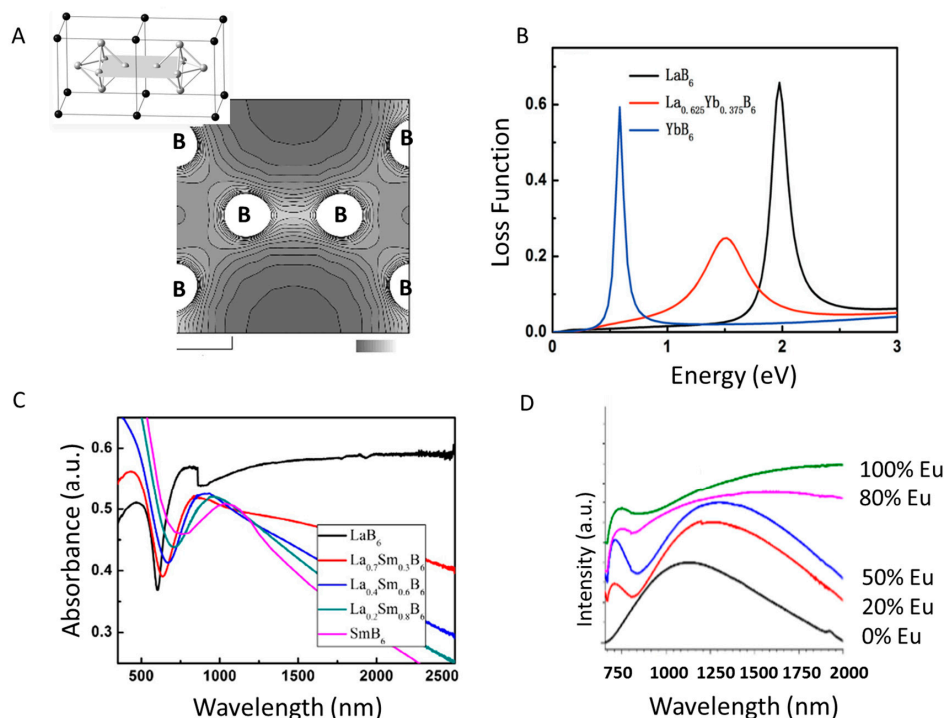 A
B
B
B
B
B
B
B
LaB6
La0.625Yb0.375B6
YbB6
Loss Function
0.6
0.4
0.2
0.0
0
1
2
3
Energy (eV)
C
Absorbance (a.u.)
0.6
0.5
0.4
0.3
LaB6
La0.7Sm0.3B6
La0.4Sm0.6B6
La0.2Sm0.8B6
SmB6
500
1000
1500
2000
2500
Wavelength (nm)
D
Intensity (a.u.)
100% Eu
80% Eu
50% Eu
20% Eu
0% Eu
750
1000
1250
1500
1750
2000
Wavelength (nm)